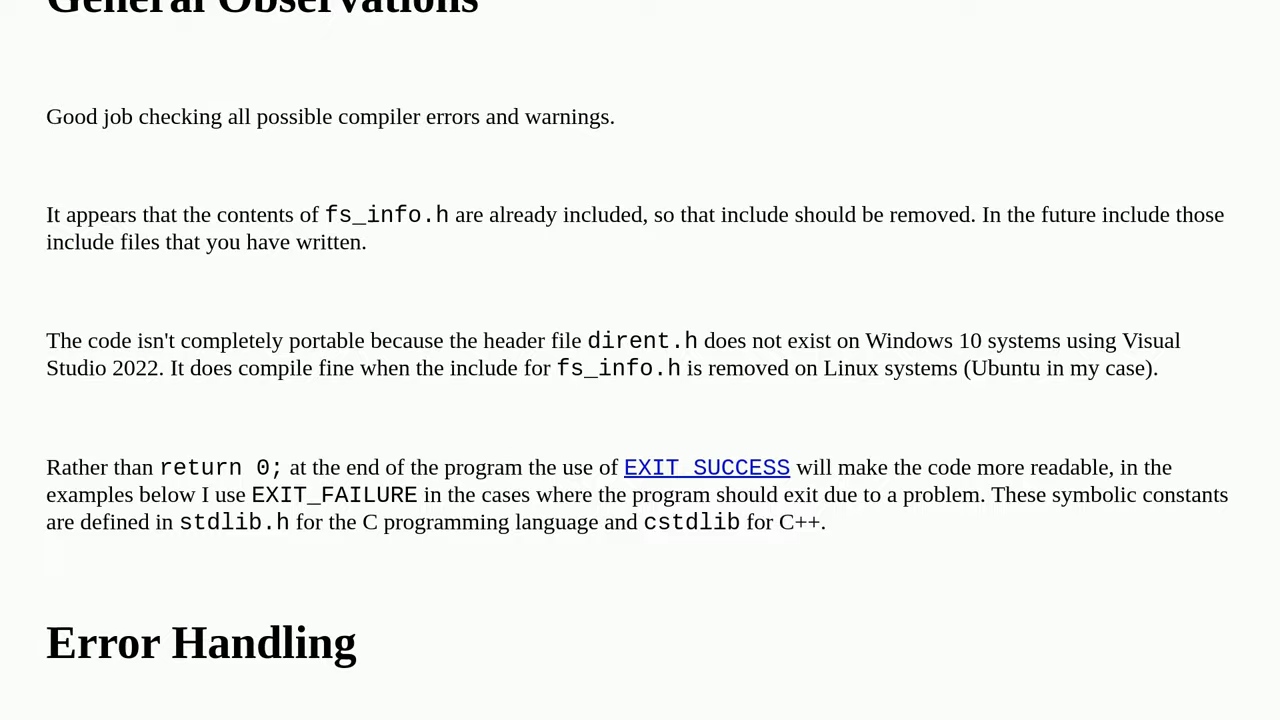 General Observations
Good job checking all possible compiler errors and warnings.
It appears that the contents of fs_info.h are already included, so that include should be removed. In the future include those
include files that you have written.
The code isn't completely portable because the header file dirent.h does not exist on Windows 10 systems using Visual
Studio 2022. It does compile fine when the include for fs_info.h is removed on Linux systems (Ubuntu in my case).
Rather than return 0; at the end of the program the use of EXIT_SUCCESS will make the code more readable, in the
examples below I use EXIT_FAILURE in the cases where the program should exit due to a problem. These symbolic constants
are defined in stdlib.h for the C programming language and cstdlib for C++.
Error Handling